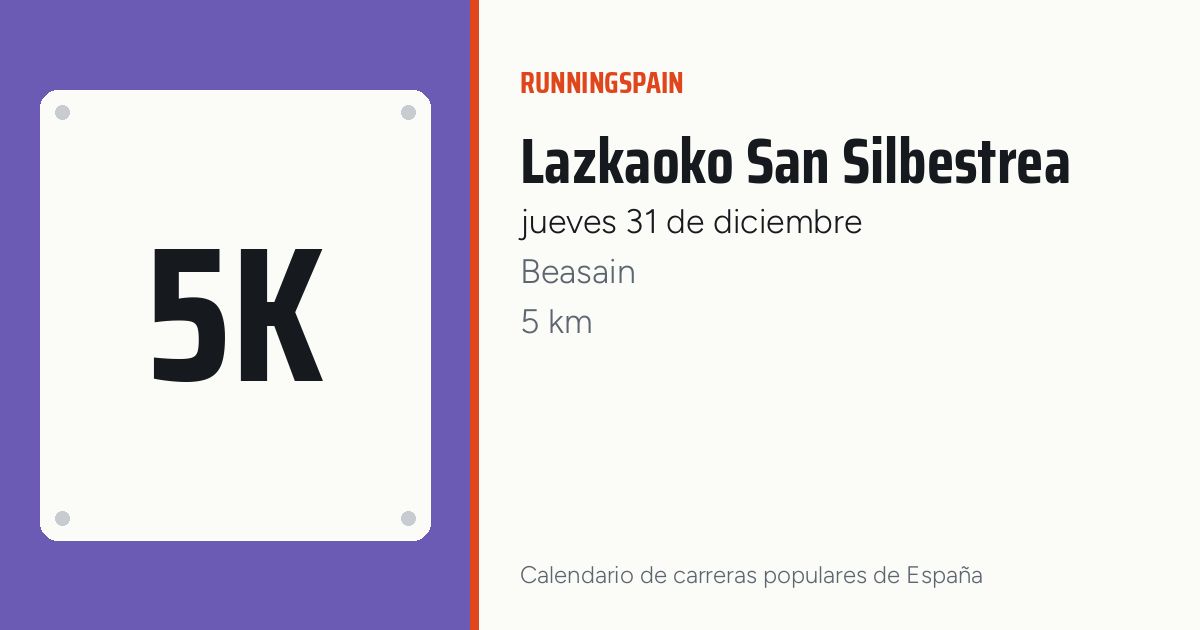 5K
RUNNINGSPAIN
Lazkaoko San Silbestrea
jueves 31 de diciembre
Beasain
5 km
Calendario de carreras populares de España